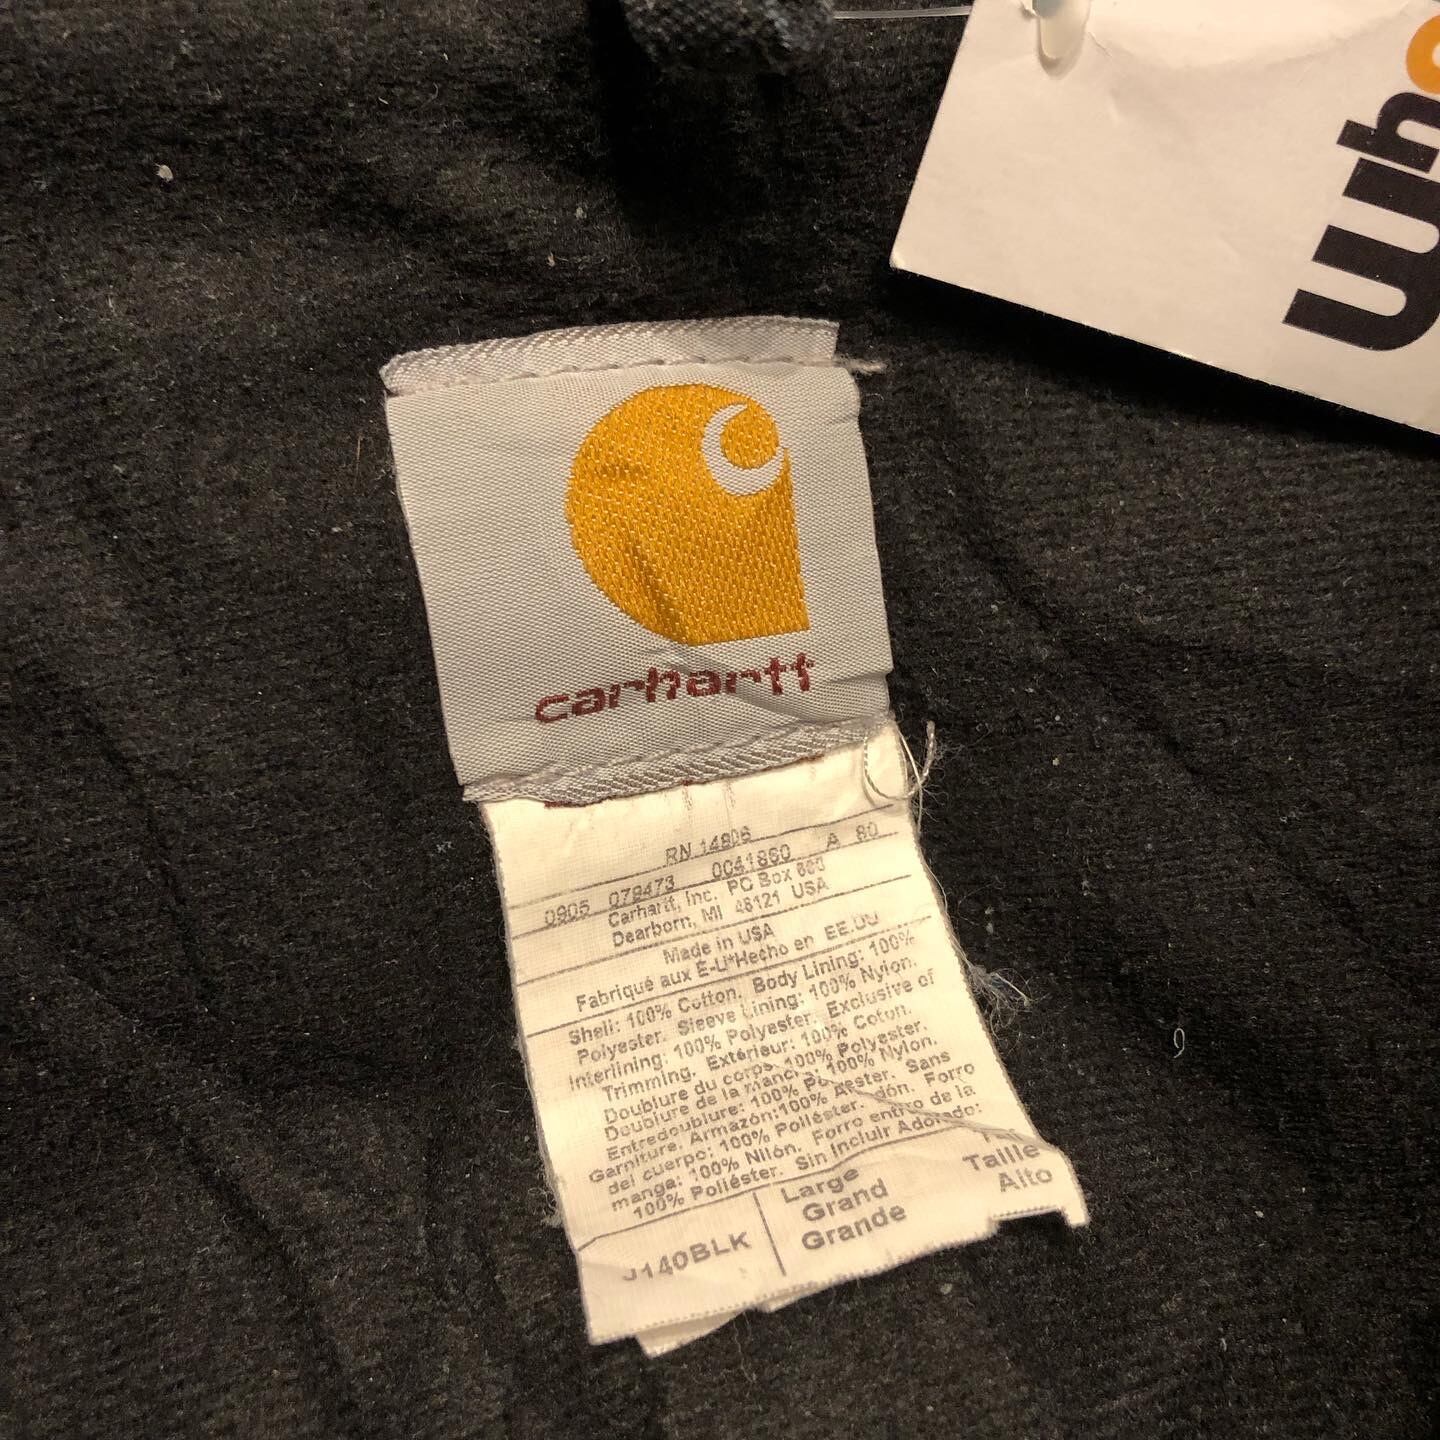 Who
carhartt
RN 14806
0905 079473 0041860 A 80
Carhartt, Inc. PO Box 600
Dearborn, MI 48121 USA
Made in USA
Fabriqué aux É-U*Hecho en EE.UU
Shell: 100% Cotton. Body Lining: 100%
Polyester. Sleeve Lining: 100% Nylon.
Interlining: 100% Polyester. Exclusive of
Trimming. Extérieur: 100% Coton.
Doublure du corps 100% Polyester.
Doublure de la manche 100% Nylon.
Entredoublure: 100% Polyester. Sans
Garniture. Armazón:100% Forro
del cuerpo: 100% Poliéster. Forro
manga: 100% Nilón. Forro entro de la
100% Poliéster. Sin Incluir Adornado:
J140BLK
Large
Grand
Grande
Tall
Taille
Alto